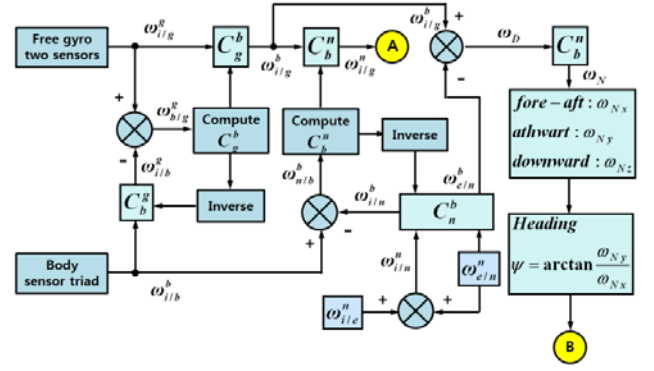 Free gyro
two sensors
ω^g_{i/g}
C^b_g
ω^b_{i/g}
C^n_b
ω^n_{i/g}
A
ω^b_{i/g}
+
-
ω_D
C^n_b
ω_N
+
-
ω^g_{b/g}
Compute
C^b_g
ω^g_{i/b}
C^g_b
Inverse
Compute
C^n_b
Inverse
ω^b_{n/b}
ω^b_{i/n}
ω^b_{e/n}
C^b_n
+
-
fore – aft : ω_{Nx}
athwart : ω_{Ny}
downward : ω_{Nz}
Heading
ψ = arctan ω_{Ny} / ω_{Nx}
Body
sensor triad
ω^b_{i/b}
ω^n_{i/n}
ω^n_{e/n}
ω^n_{i/e}
+
+
B